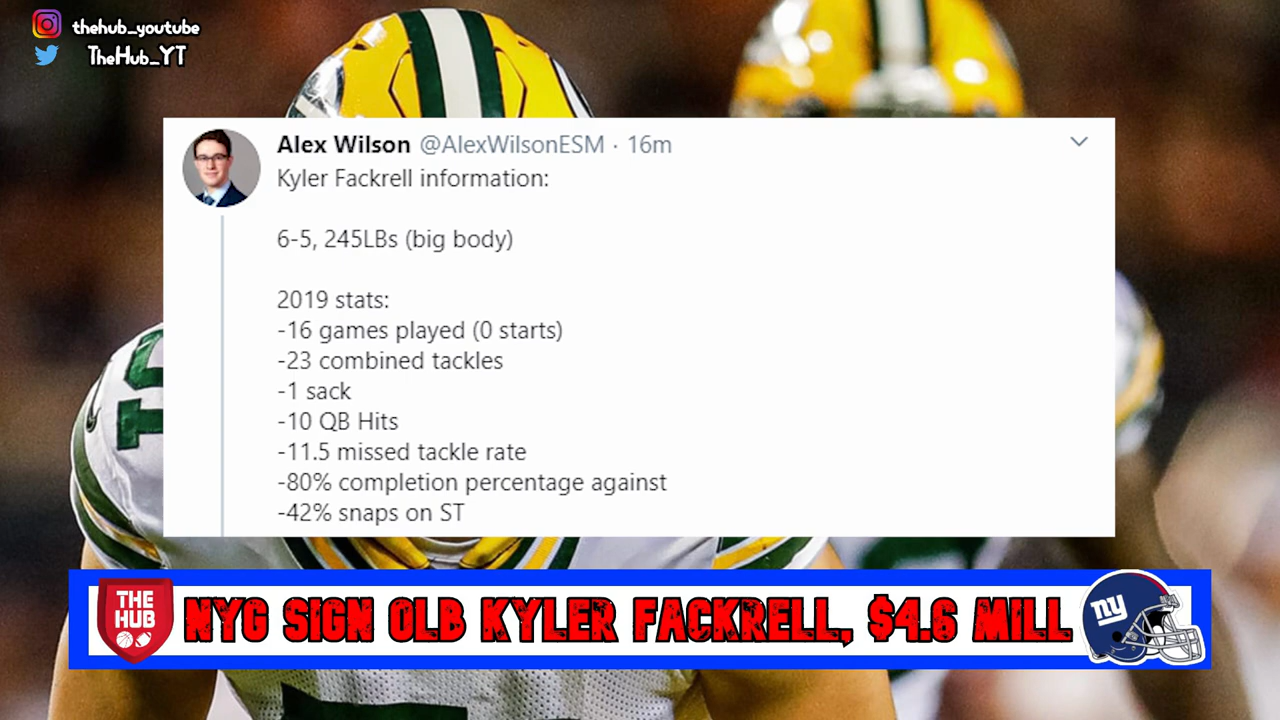 thehub_youtube
TheHub_YT
Alex Wilson @AlexWilsonESM · 16m
Kyler Fackrell information:
6-5, 245LBs (big body)
2019 stats:
-16 games played (0 starts)
-23 combined tackles
-1 sack
-10 QB Hits
-11.5 missed tackle rate
-80% completion percentage against
-42% snaps on ST
THE
HUB
NYG SIGN OLB KYLER FACKRELL, $4.6 MILL
ny